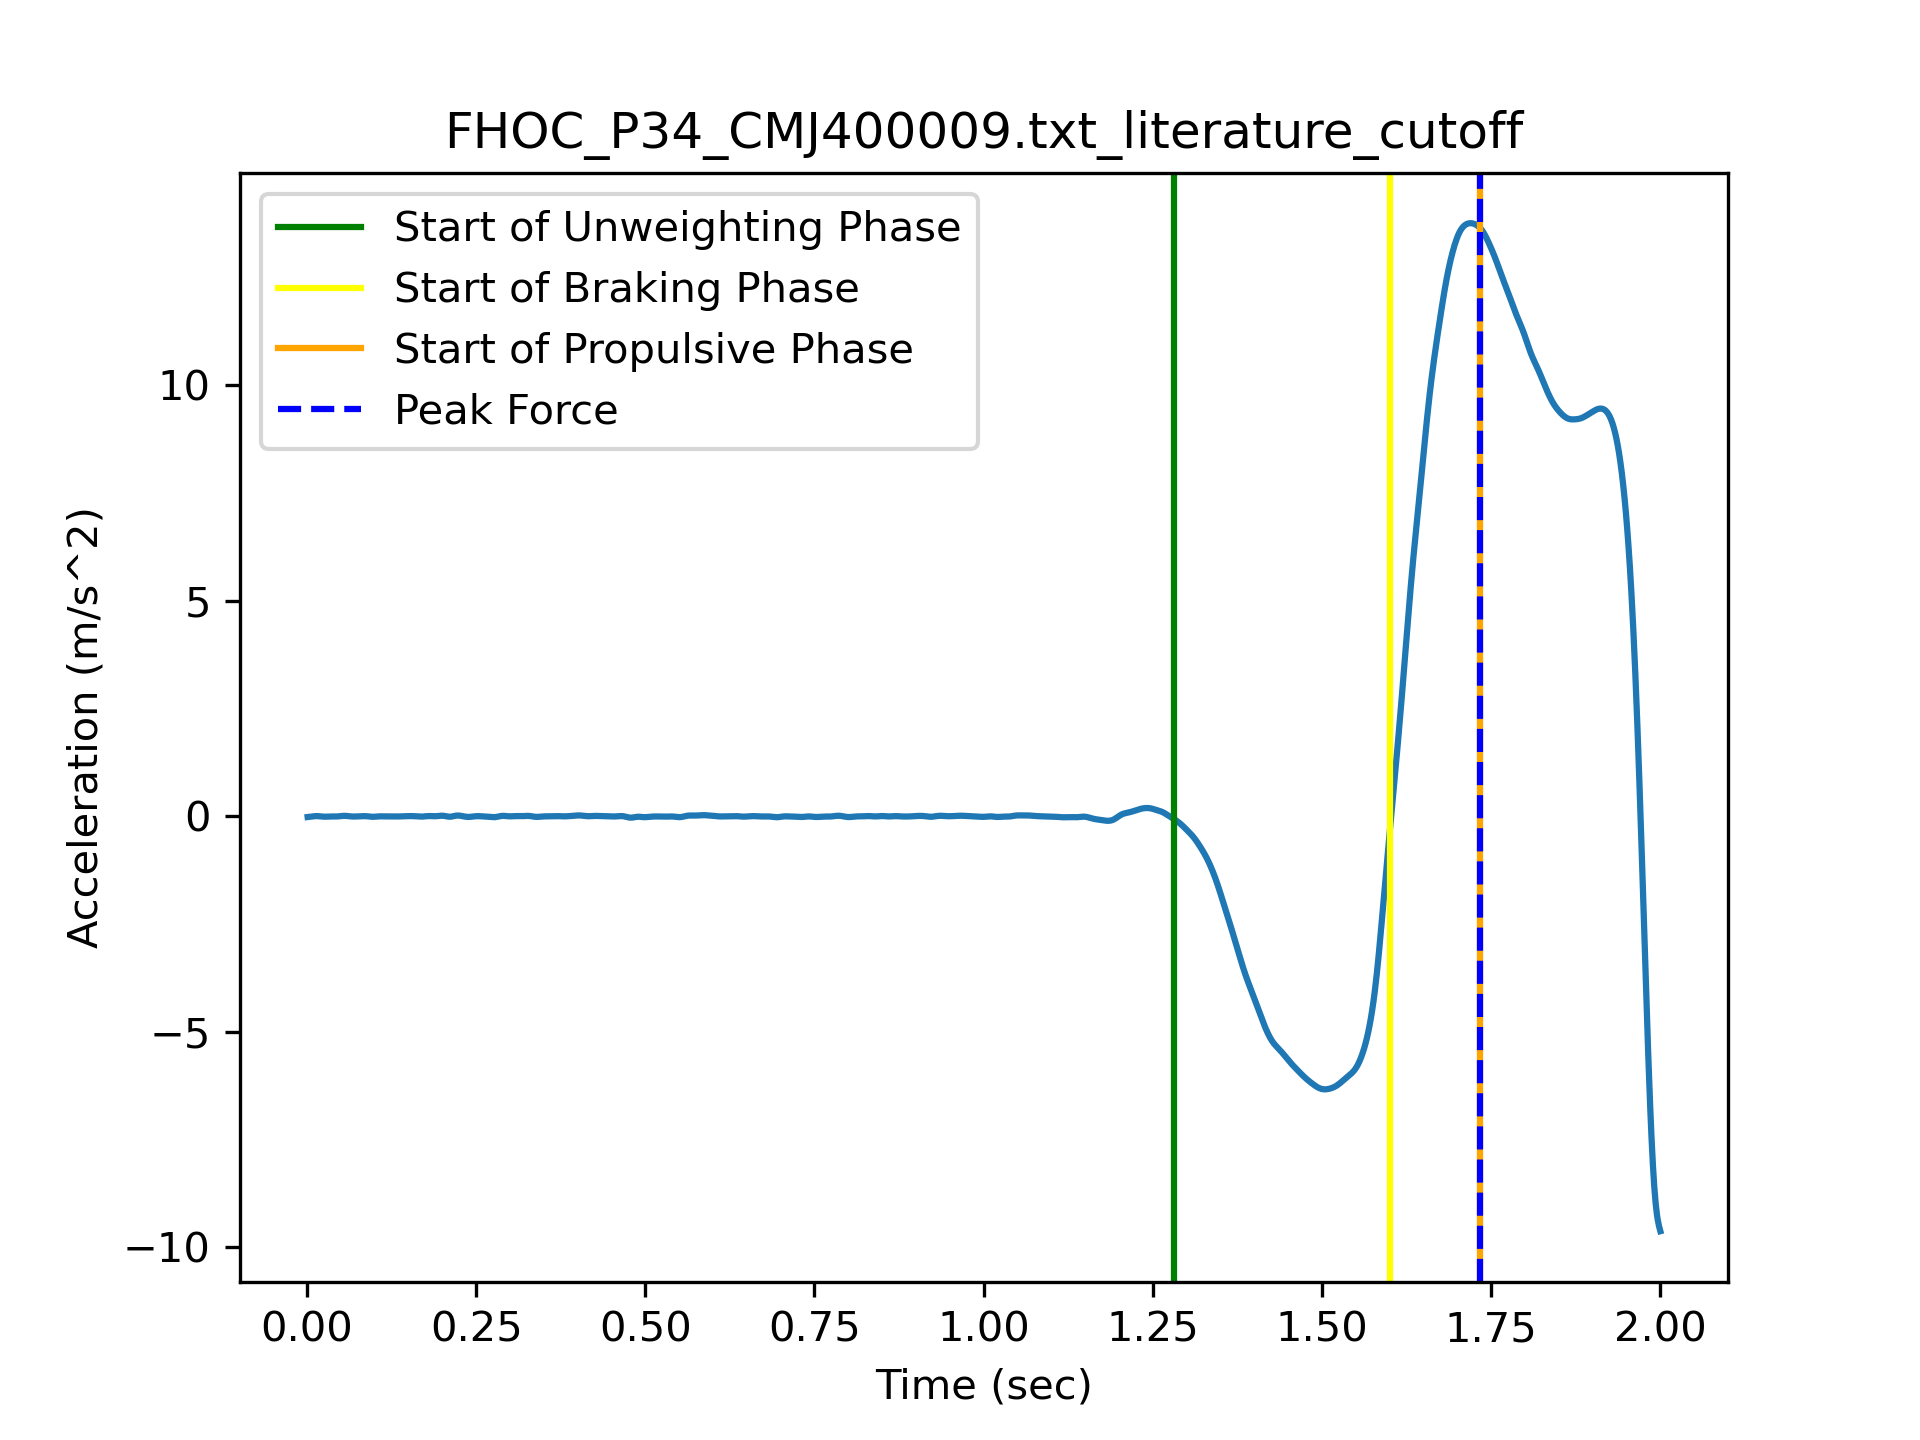 FHOC_P34_CMJ400009.txt_literature_cutoff
Start of Unweighting Phase
Start of Braking Phase
Start of Propulsive Phase
Peak Force
10
5
0
−5
−10
Acceleration (m/s^2)
0.00 0.25 0.50 0.75 1.00 1.25 1.50 1.75 2.00
Time (sec)